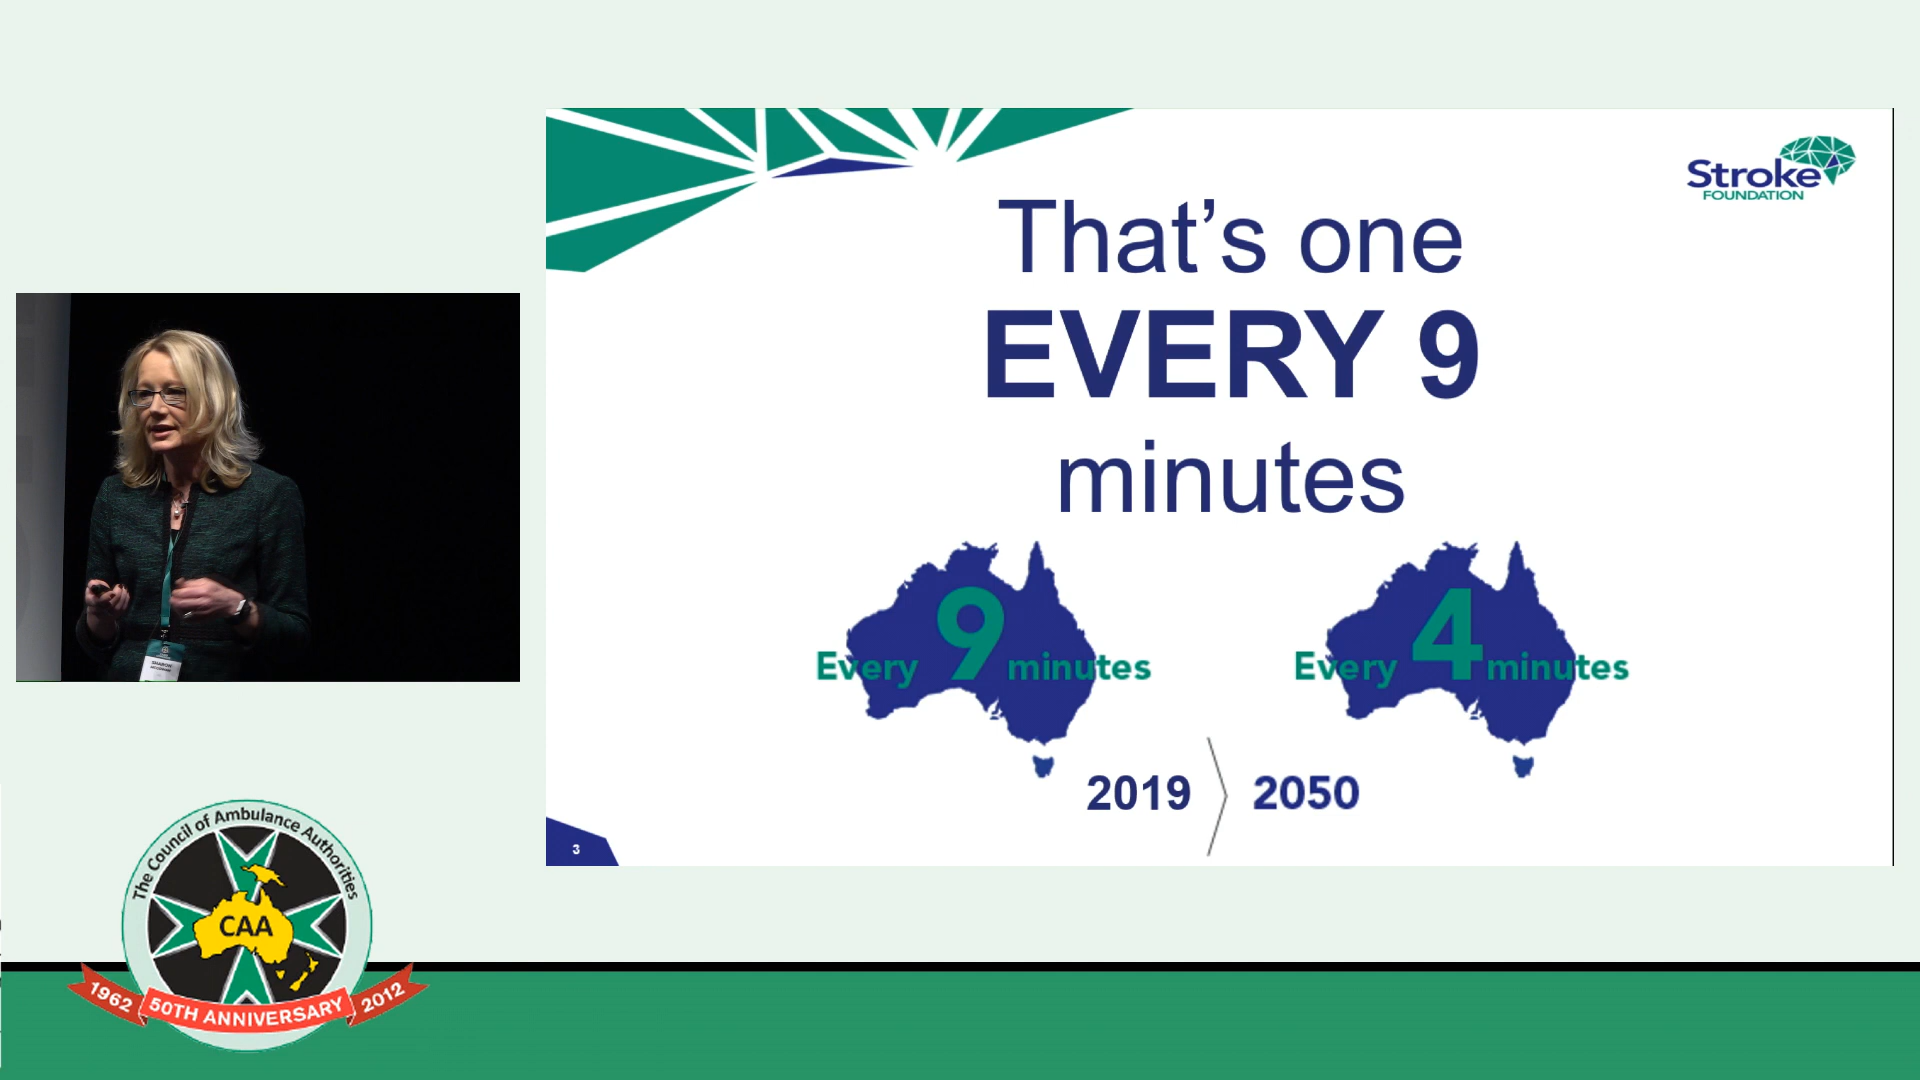 Stroke
FOUNDATION
That's one
EVERY 9
minutes
Every 9 minutes
Every 4 minutes
2019
2050
3
SHARON
The Council of Ambulance Authorities
CAA
1962 50TH ANNIVERSARY 2012